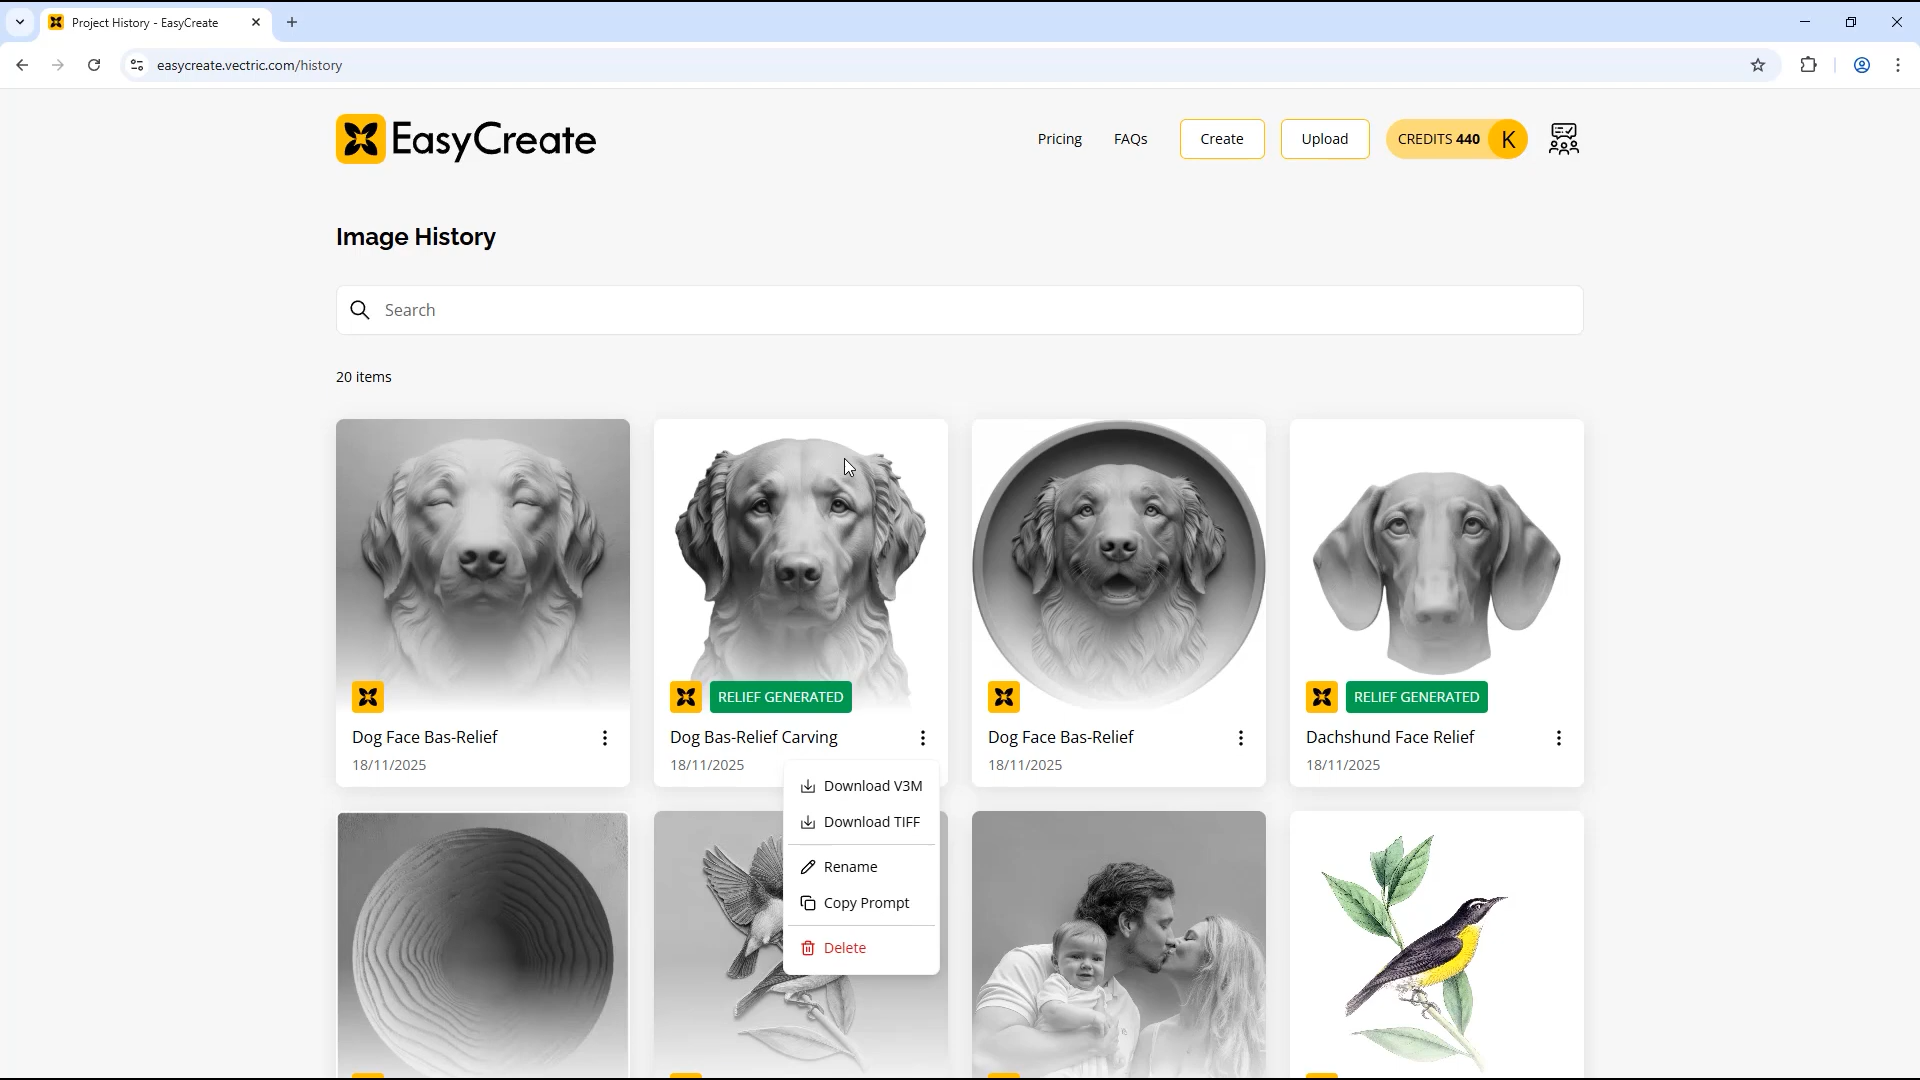 Project History - EasyCreate
easycreate.vectric.com/history
EasyCreate
Pricing
FAQs
Create
Upload
CREDITS 440
K
Image History
Search
20 items
RELIEF GENERATED
RELIEF GENERATED
Dog Face Bas-Relief
Dog Bas-Relief Carving
Dog Face Bas-Relief
Dachshund Face Relief
18/11/2025
18/11/2025
18/11/2025
18/11/2025
Download V3M
Download TIFF
Rename
Copy Prompt
Delete